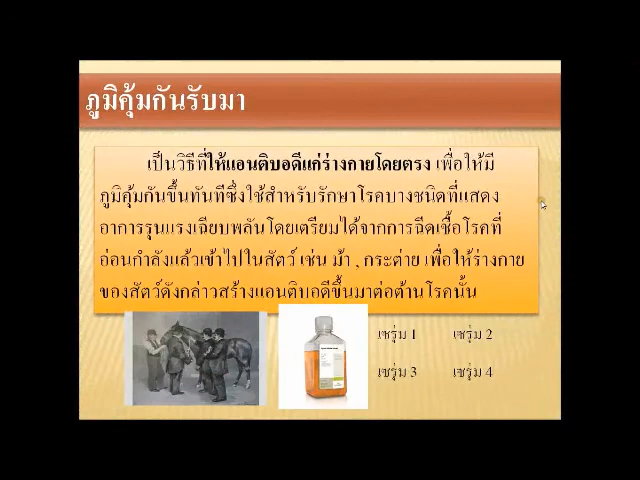 ภูมิคุ้มกันรับมา
เป็นวิธีที่ให้แอนติบอดีแก่ร่างกายโดยตรง เพื่อให้มี
ภูมิคุ้มกันขึ้นทันทีซึ่งใช้สำหรับรักษาโรคบางชนิดที่แสดง
อาการรุนแรงเฉียบพลันโดยเตรียมได้จากการฉีดเชื้อโรคที่
อ่อนกำลังแล้วเข้าไปในสัตว์ เช่น ม้า , กระต่าย เพื่อให้ร่างกาย
ของสัตว์ดังกล่าวสร้างแอนติบอดีขึ้นมาต่อต้านโรคนั้น
เซรุ่ม 1 เซรุ่ม 2
เซรุ่ม 3 เซรุ่ม 4